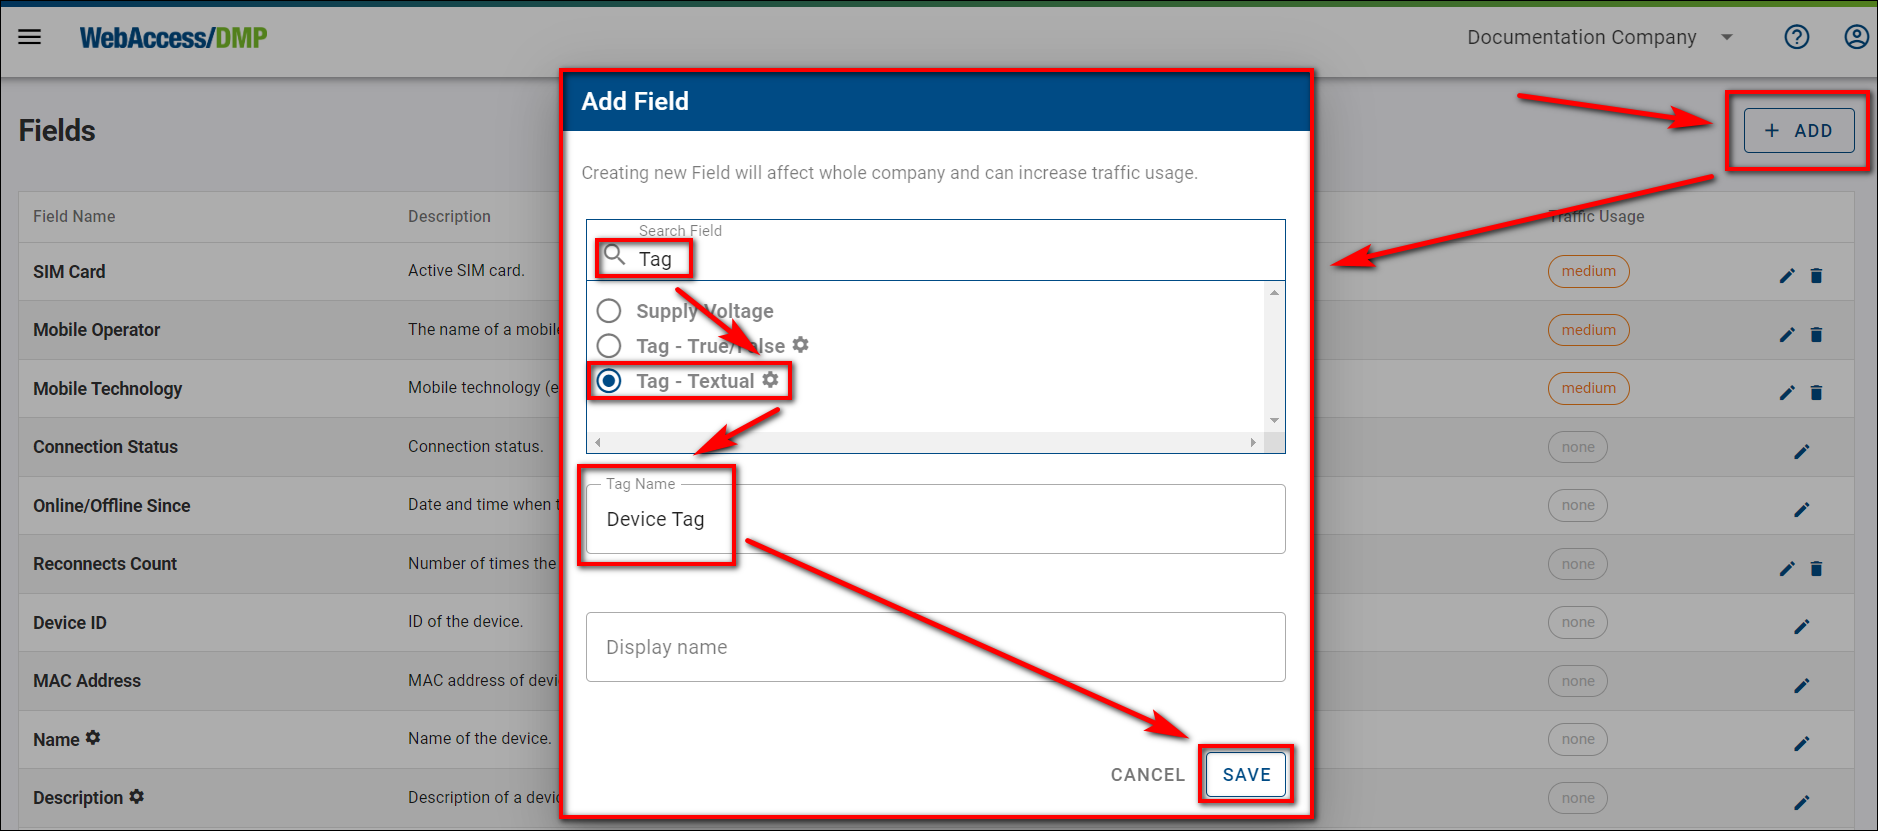 WebAccess/DMP
Documentation Company
Add Field
Fields
+ ADD
Creating new Field will affect whole company and can increase traffic usage.
Field Name Description Traffic Usage
Search Field
Tag
SIM Card Active SIM card. medium
Supply Voltage
Mobile Operator The name of a mobile medium
Tag - True/False
Tag - Textual
Mobile Technology Mobile technology (e medium
Connection Status Connection status. none
Tag Name
Device Tag
Online/Offline Since Date and time when t none
Reconnects Count Number of times the none
Device ID ID of the device. none
Display name
MAC Address MAC address of devi none
Name Name of the device. none
CANCEL SAVE
Description Description of a devi none